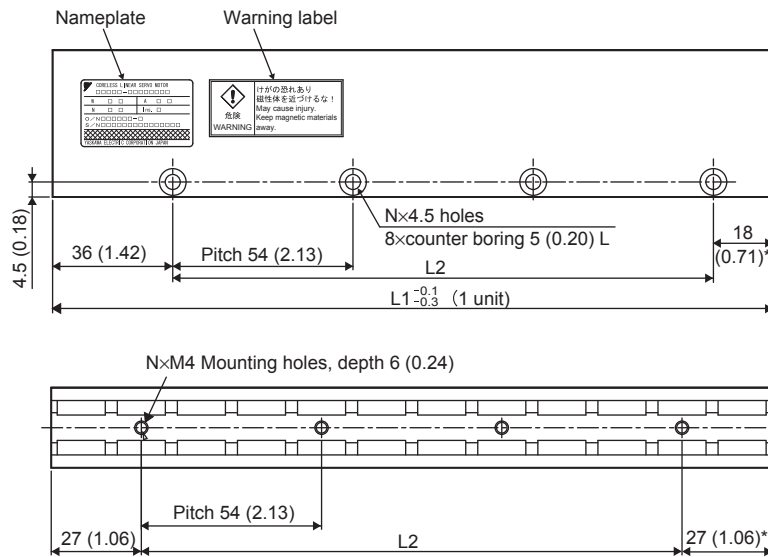 Nameplate
Warning label
CORELESS LINEAR SERVO MOTOR
□□□□□-□□□□□□□□
N □ □ A □ □
N □ □ Ins. □
O/N□□□□□□-□
S/N□□□□□□□□□□□□□□□
YASKAWA ELECTRIC CORPORATION JAPAN
危険
WARNING
けがの恐れあり
磁性体を近づけるな!
May cause injury.
Keep magnetic materials
away.
4.5 (0.18)
N×4.5 holes
8×counter boring 5 (0.20) L
36 (1.42)
Pitch 54 (2.13)
18
(0.71)*
L2
L1 -0.1 -0.3 (1 unit)
N×M4 Mounting holes, depth 6 (0.24)
Pitch 54 (2.13)
27 (1.06)
L2
27 (1.06)*